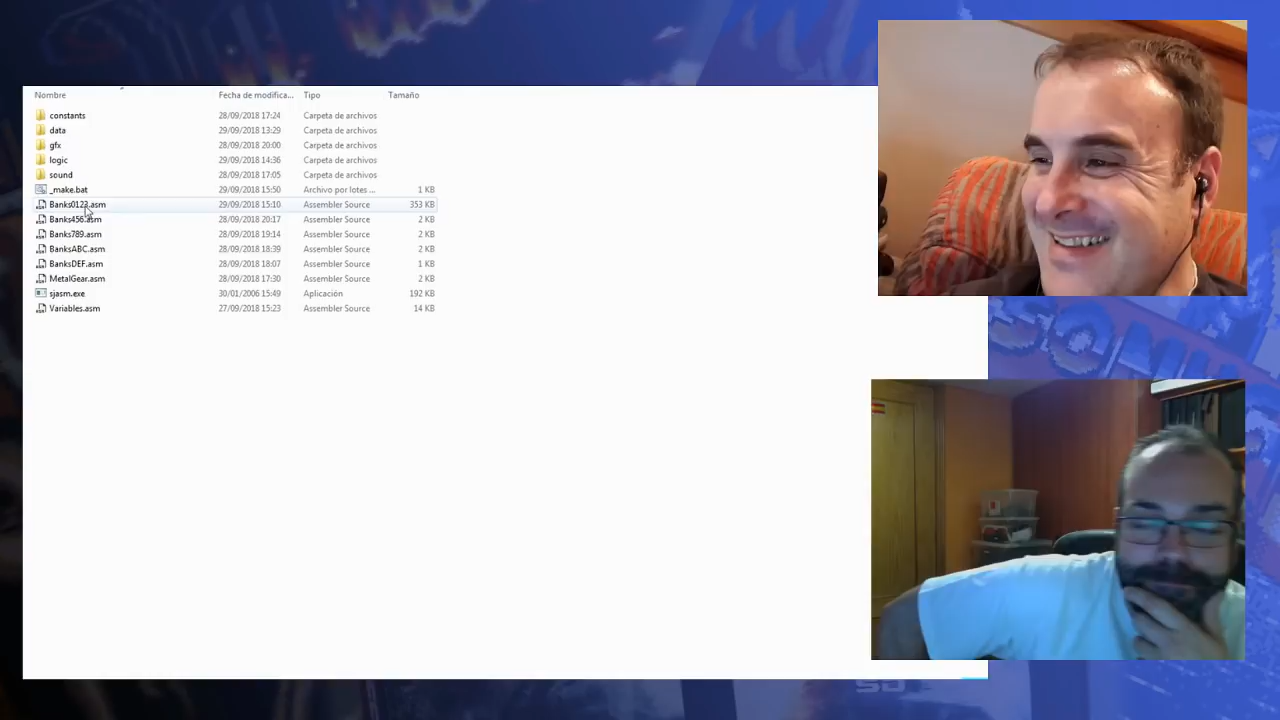 Nombre Fecha de modifica... Tipo Tamaño
constants 28/09/2018 17:24 Carpeta de archivos
data 29/09/2018 13:29 Carpeta de archivos
gfx 28/09/2018 20:00 Carpeta de archivos
logic 29/09/2018 14:36 Carpeta de archivos
sound 28/09/2018 17:05 Carpeta de archivos
_make.bat 29/09/2018 15:50 Archivo por lotes ... 1 KB
Banks0123.asm 29/09/2018 15:10 Assembler Source 353 KB
Banks456.asm 28/09/2018 20:17 Assembler Source 2 KB
Banks789.asm 28/09/2018 19:14 Assembler Source 2 KB
BanksABC.asm 28/09/2018 18:39 Assembler Source 2 KB
BanksDEF.asm 28/09/2018 18:07 Assembler Source 1 KB
MetalGear.asm 28/09/2018 17:30 Assembler Source 2 KB
sjasm.exe 30/01/2006 15:49 Aplicación 192 KB
Variables.asm 27/09/2018 15:23 Assembler Source 14 KB